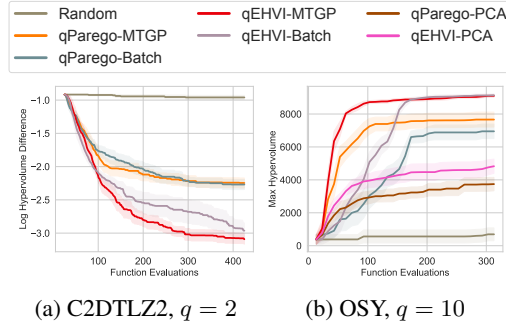 Random
qEHVI-MTGP
qParego-PCA
qParego-MTGP
qEHVI-Batch
qEHVI-PCA
qParego-Batch
Log Hypervolume Difference
−1.0
−1.5
−2.0
−2.5
−3.0
0
100
200
300
400
Function Evaluations
Max Hypervolume
8000
6000
4000
2000
0
0
100
200
300
Function Evaluations
(a) C2DTLZ2, q = 2
(b) OSY, q = 10